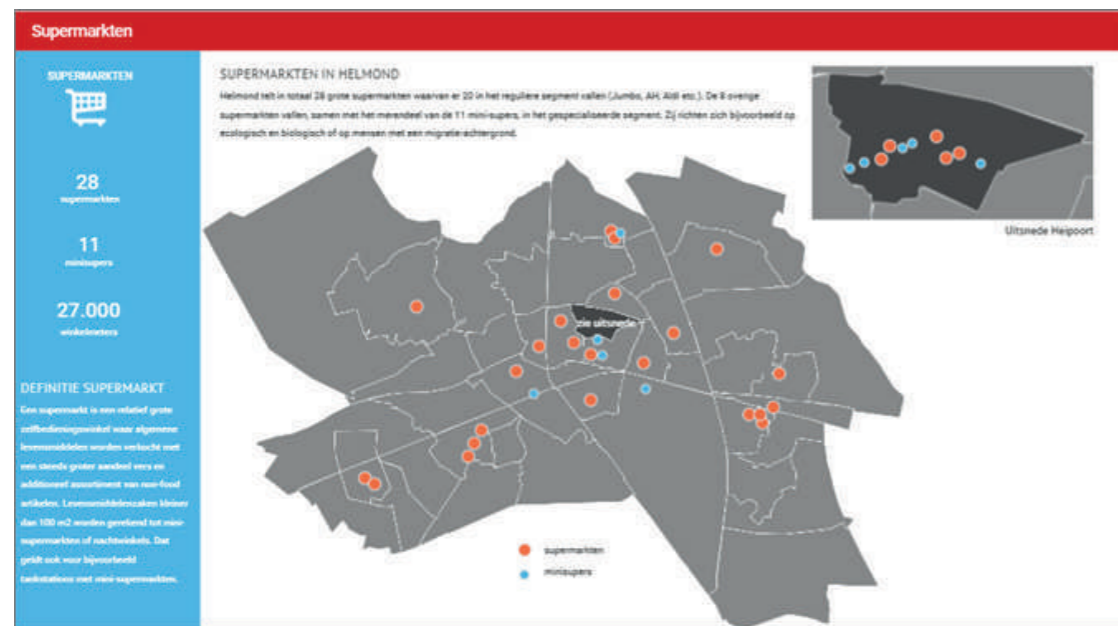 Supermarkten
SUPERMARKTEN
28
supermarkten
11
minisupers
27.000
winkelmeters
DEFINITIE SUPERMARKT
Een supermarkt is een relatief grote
zelfbedieningswinkel waar algemene
levensmiddelen worden verkocht met
een steeds groter aandeel vers en
additioneel assortiment van non-food
artikelen. Levensmiddelenzaken kleiner
dan 100 m2 worden gerekend tot mini-
supermarkten of nachtwinkels. Dat
geldt ook voor bijvoorbeeld
tankstations met mini-supermarkten.
SUPERMARKTEN IN HELMOND
Helmond telt in totaal 28 grote supermarkten waarvan er 20 in het reguliere segment vallen (Jumbo, AH, Aldi etc.). De 8 overige
supermarkten vallen, samen met het merendeel van de 11 mini-supers, in het gespecialiseerde segment. Zij richten zich bijvoorbeeld op
ecologisch en biologisch of op mensen met een migratie-achtergrond.
Uitsnede Heipoort
zie uitsnede
supermarkten
minisupers